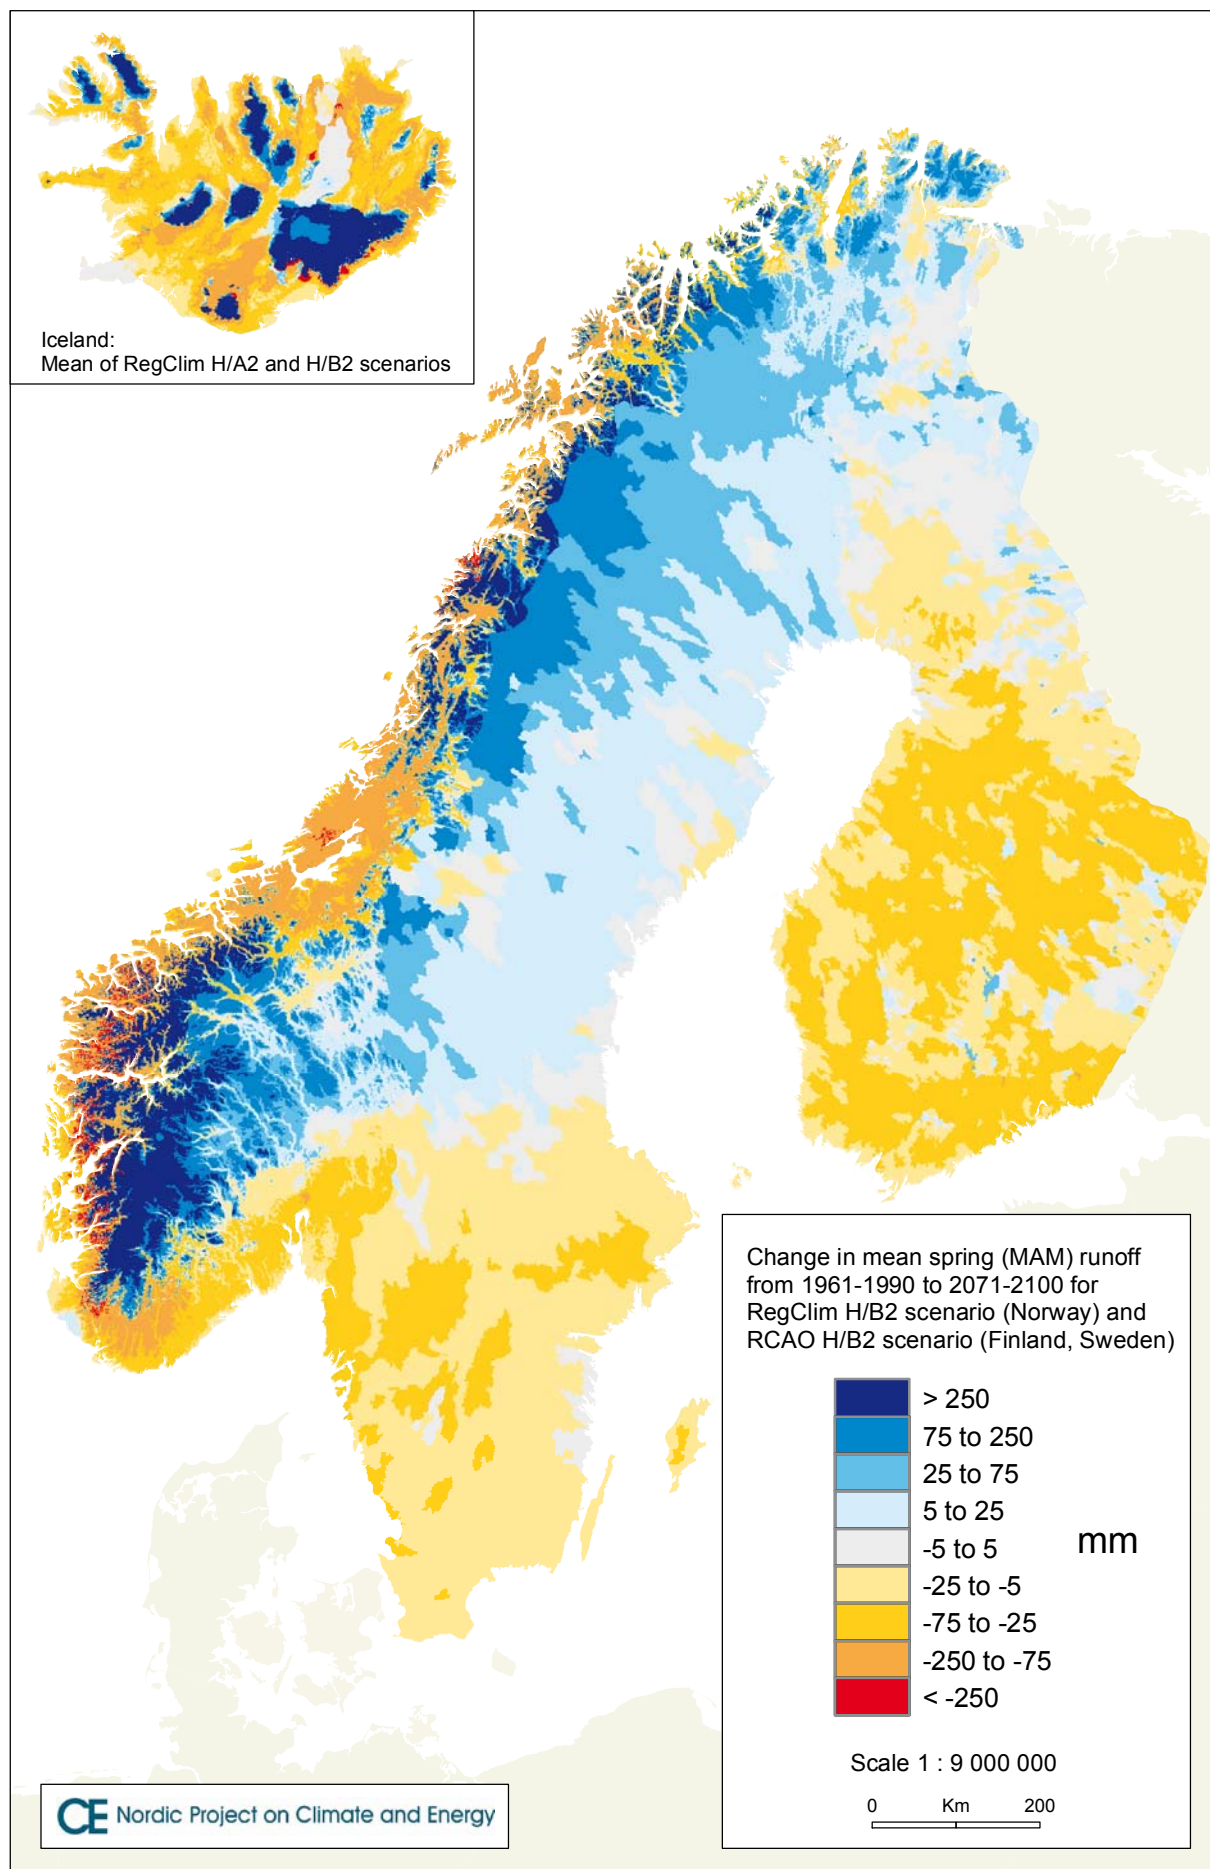 Iceland:
Mean of RegClim H/A2 and H/B2 scenarios
Change in mean spring (MAM) runoff
from 1961-1990 to 2071-2100 for
RegClim H/B2 scenario (Norway) and
RCAO H/B2 scenario (Finland, Sweden)
> 250
75 to 250
25 to 75
5 to 25
-5 to 5
mm
-25 to -5
-75 to -25
-250 to -75
< -250
Scale 1 : 9 000 000
0 Km 200
CE Nordic Project on Climate and Energy